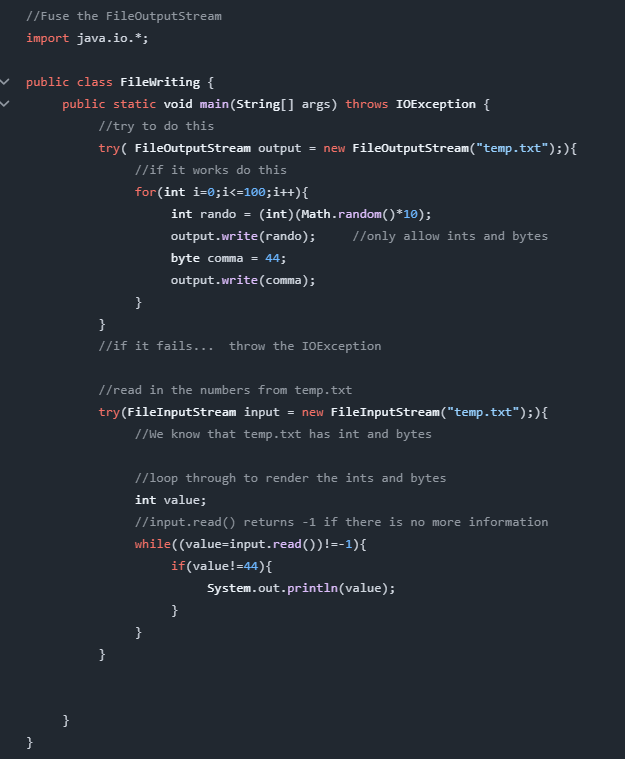 //Fuse the FileOutputStream
import java.io.*;
public class FileWriting {
public static void main(String[] args) throws IOException {
//try to do this
try( FileOutputStream output = new FileOutputStream("temp.txt");){
//if it works do this
for(int i=0;i<=100;i++){
int rando = (int)(Math.random()*10);
output.write(rando);     //only allow ints and bytes
byte comma = 44;
output.write(comma);
}
}
//if it fails...  throw the IOException
//read in the numbers from temp.txt
try(FileInputStream input = new FileInputStream("temp.txt");){
//We know that temp.txt has int and bytes
//loop through to render the ints and bytes
int value;
//input.read() returns -1 if there is no more information
while((value=input.read())!=-1){
if(value!=44){
System.out.println(value);
}
}
}
}
}